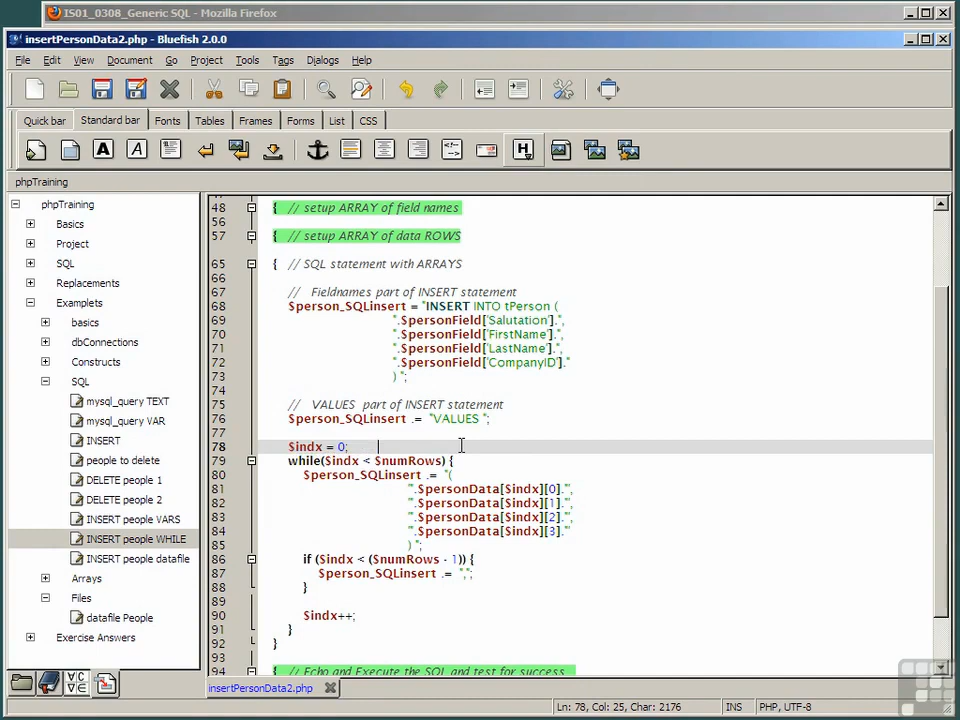 IS01_0308_Generic SQL - Mozilla Firefox
insertPersonData2.php - Bluefish 2.0.0
File Edit View Document Go Project Tools Tags Dialogs Help
Quick bar Standard bar Fonts Tables Frames Forms List CSS
phpTraining
phpTraining
Basics
Project
SQL
Replacements
Examplets
basics
dbConnections
Constructs
SQL
mysql_query TEXT
mysql_query VAR
INSERT
people to delete
DELETE people 1
DELETE people 2
INSERT people VARS
INSERT people WHILE
INSERT people datafile
Arrays
Files
datafile People
Exercise Answers
48 { // setup ARRAY of field names
56
57 { // setup ARRAY of data ROWS
65 { // SQL statement with ARRAYS
66
67 // Fieldnames part of INSERT statement
68 $person_SQLinsert = "INSERT INTO tPerson (
69 ".$personField['Salutation'].",
70 ".$personField['FirstName'].",
71 ".$personField['LastName'].",
72 ".$personField['CompanyID']."
73 ) ";
74
75 // VALUES part of INSERT statement
76 $person_SQLinsert .= "VALUES ";
77
78 $indx = 0;
79 while($indx < $numRows) {
80 $person_SQLinsert .= "(
81 '".$personData[$indx][0]."',
82 '".$personData[$indx][1]."',
83 '".$personData[$indx][2]."',
84 '".$personData[$indx][3]."'
85 ) ";
86 if ($indx < ($numRows - 1)) {
87 $person_SQLinsert .= ",";
88 }
89
90 $indx++;
91 }
92 }
93
94 { // Echo and Execute the SQL and test for success
insertPersonData2.php
Ln: 78, Col: 25, Char: 2176 INS PHP, UTF-8